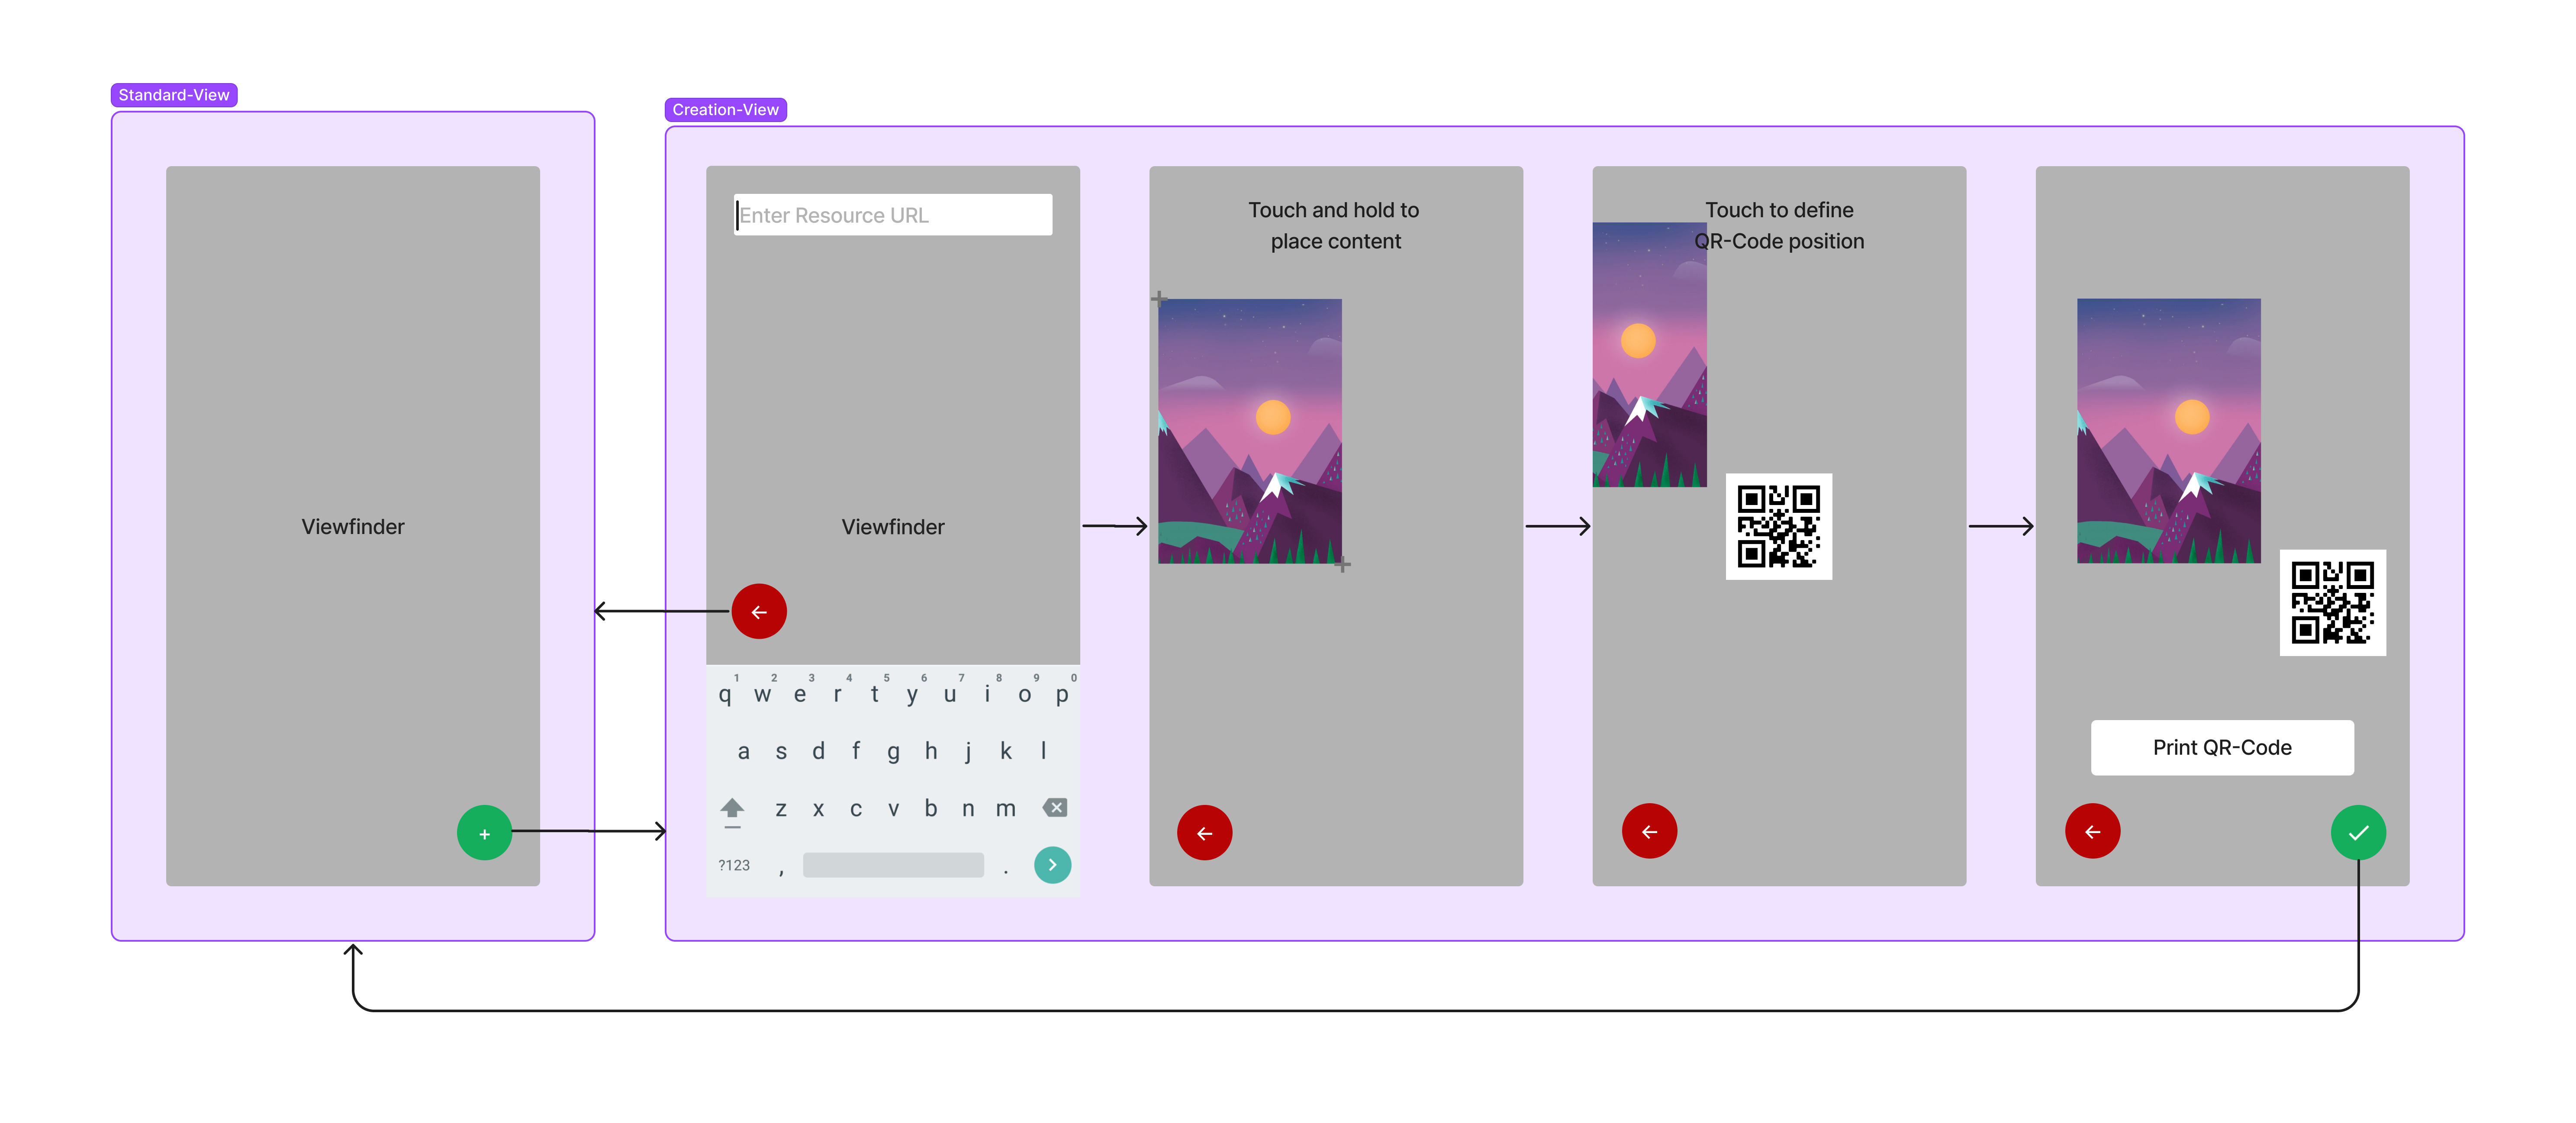 Standard-View
Viewfinder
+
Creation-View
Enter Resource URL
Viewfinder
1 2 3 4 5 6 7 8 9 0
q w e r t y u i o p
a s d f g h j k l
z x c v b n m
?123 , .
Touch and hold to
place content
Touch to define
QR-Code position
Print QR-Code